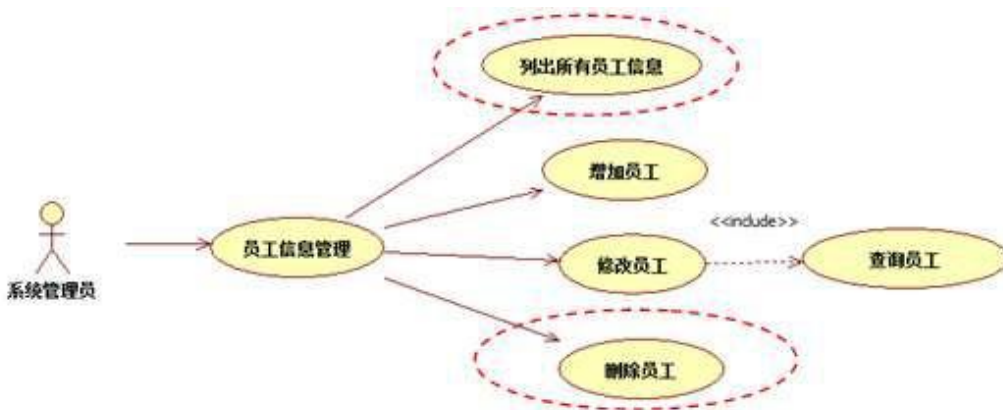 列出所有员工信息
增加员工
<<include>>
员工信息管理
修改员工
查询员工
系统管理员
删除员工